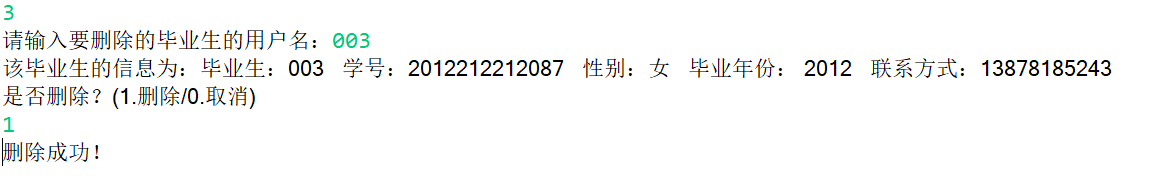 3
请输入要删除的毕业生的用户名：003
该毕业生的信息为：毕业生：003 学号：2012212212087 性别：女 毕业年份： 2012 联系方式：13878185243
是否删除？(1.删除/0.取消)
1
删除成功！